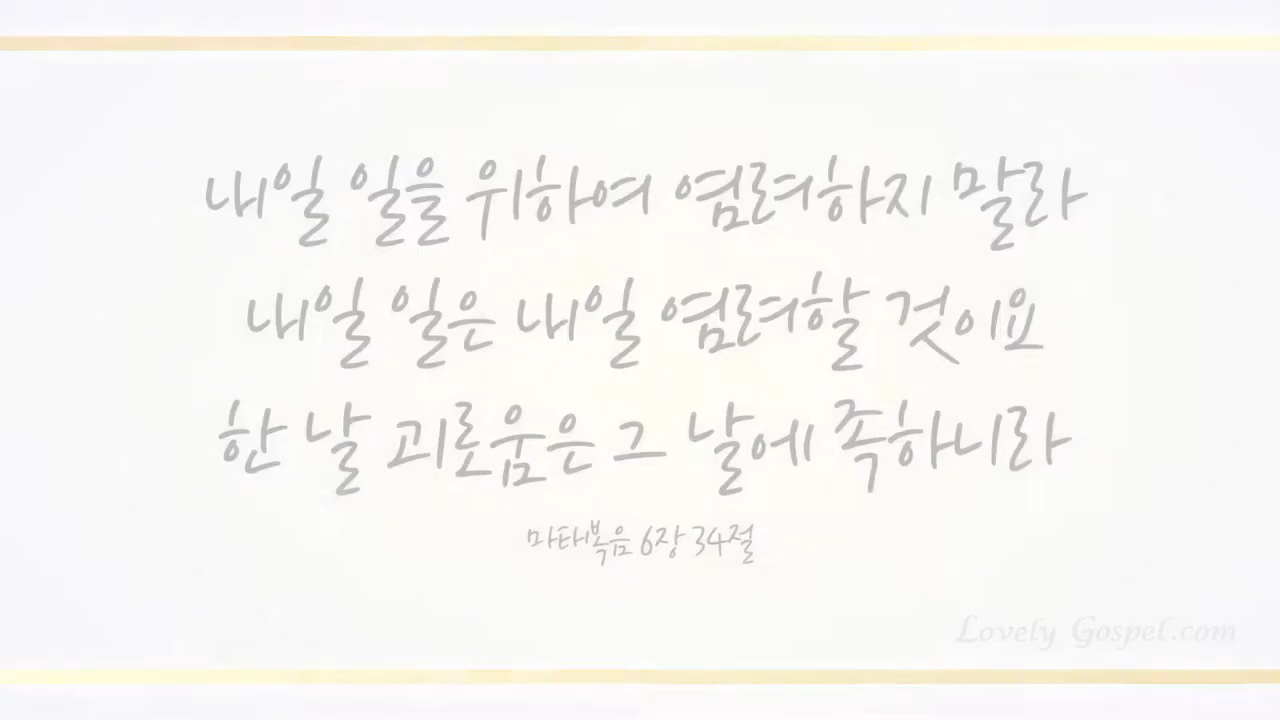 내일 일을 위하여 염려하지 말라
내일 일은 내일 염려할 것이요
한 날 괴로움은 그 날에 족하니라
마태복음 6장 34절
Lovely Gospel.com